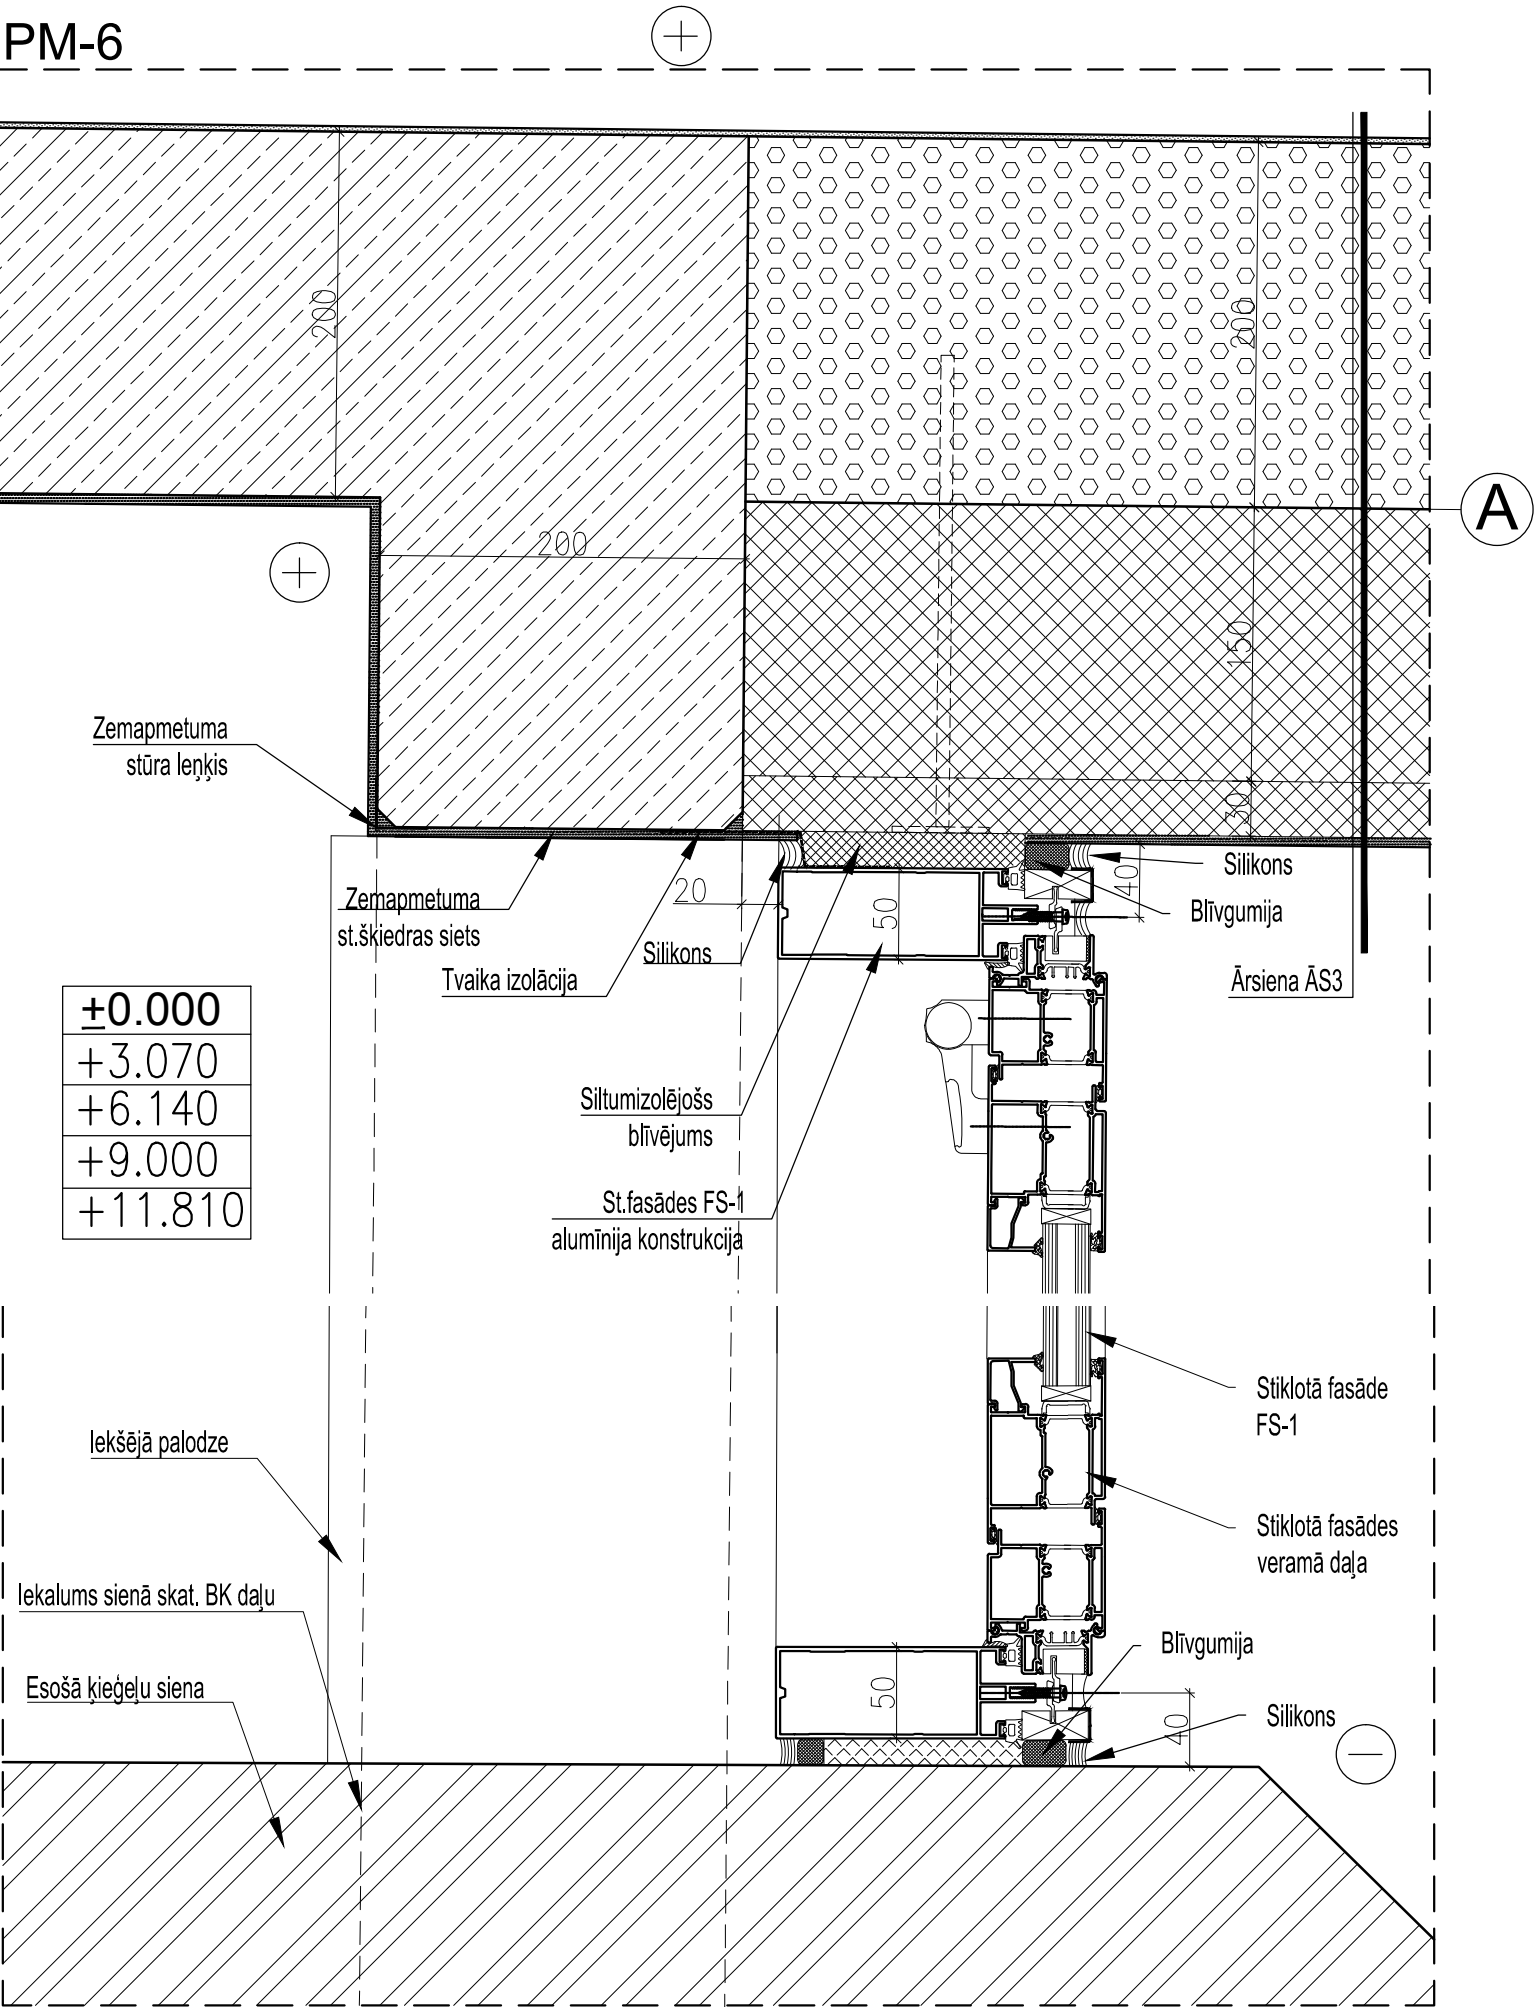 PM-6
200
200
A
200
150
30
Zemapmetuma
stūra leņķis
Zemapmetuma
st.škiedras siets
Tvaika izolācija
20
Silikons
50
40
Silikons
Blīvgumija
Ārsiena ĀS3
±0.000
+3.070
+6.140
+9.000
+11.810
Siltumizolējošs
blīvējums
St.fasādes FS-1
alumīnija konstrukcija
Stiklotā fasāde
FS-1
Iekšējā palodze
Stiklotā fasādes
veramā daļa
Iekalums sienā skat. BK daļu
Esošā ķieģeļu siena
50
Blīvgumija
Silikons
40